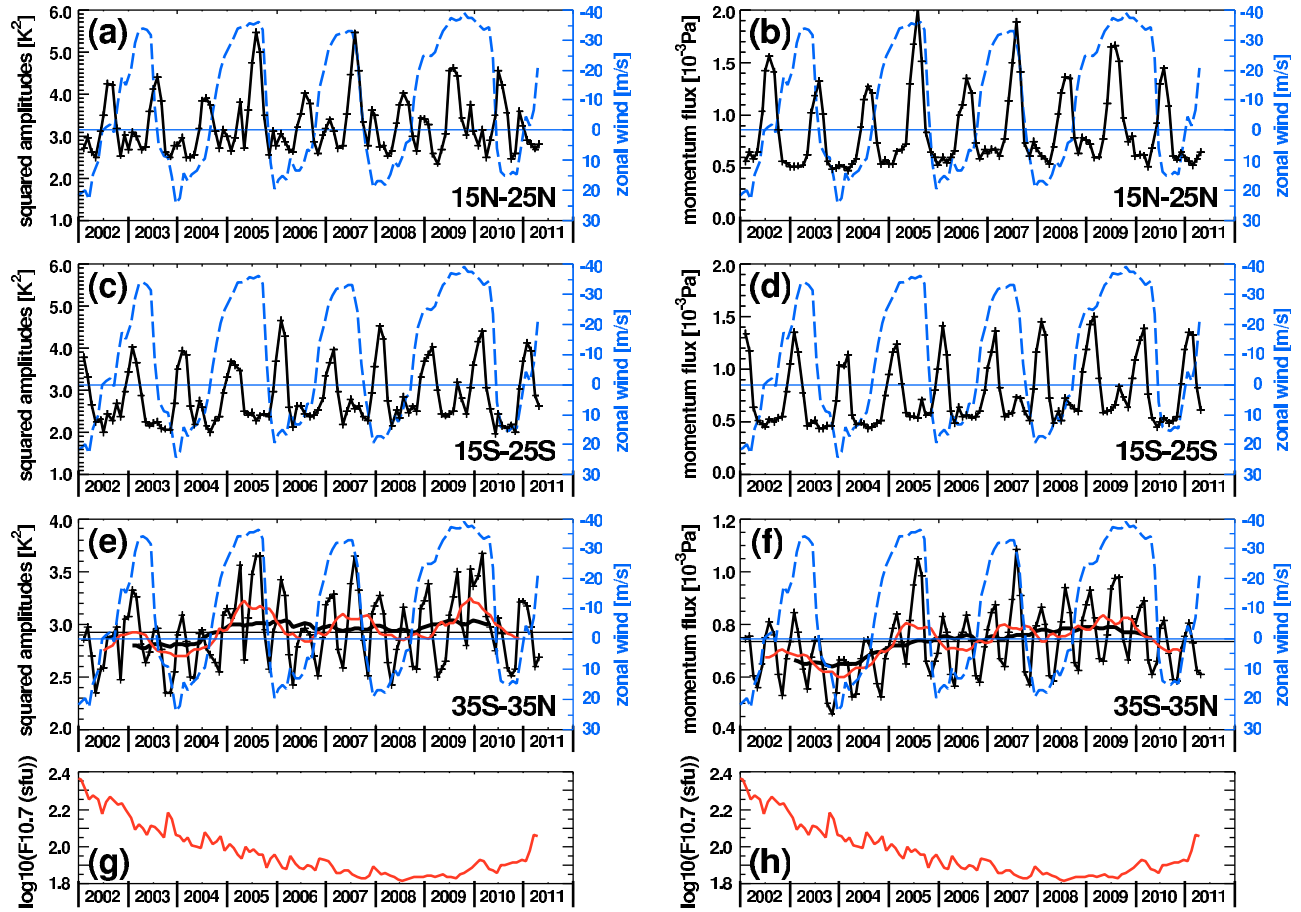 (a)
squared amplitudes [K²]
6.0
5.0
4.0
3.0
2.0
1.0
-40
-30
-20
-10
0
10
20
30
zonal wind [m/s]
15N-25N
2002 2003 2004 2005 2006 2007 2008 2009 2010 2011
(b)
momentum flux [10⁻³Pa]
2.0
1.5
1.0
0.5
0.0
-40
-30
-20
-10
0
10
20
30
zonal wind [m/s]
15N-25N
2002 2003 2004 2005 2006 2007 2008 2009 2010 2011
(c)
squared amplitudes [K²]
6.0
5.0
4.0
3.0
2.0
1.0
-40
-30
-20
-10
0
10
20
30
zonal wind [m/s]
15S-25S
2002 2003 2004 2005 2006 2007 2008 2009 2010 2011
(d)
momentum flux [10⁻³Pa]
2.0
1.5
1.0
0.5
0.0
-40
-30
-20
-10
0
10
20
30
zonal wind [m/s]
15S-25S
2002 2003 2004 2005 2006 2007 2008 2009 2010 2011
(e)
squared amplitudes [K²]
4.0
3.5
3.0
2.5
2.0
-40
-30
-20
-10
0
10
20
30
zonal wind [m/s]
35S-35N
2002 2003 2004 2005 2006 2007 2008 2009 2010 2011
(f)
momentum flux [10⁻³Pa]
1.2
1.0
0.8
0.6
0.4
-40
-30
-20
-10
0
10
20
30
zonal wind [m/s]
35S-35N
2002 2003 2004 2005 2006 2007 2008 2009 2010 2011
(g)
log10(F10.7 (sfu))
2.4
2.2
2.0
1.8
2002 2003 2004 2005 2006 2007 2008 2009 2010 2011
(h)
log10(F10.7 (sfu))
2.4
2.2
2.0
1.8
2002 2003 2004 2005 2006 2007 2008 2009 2010 2011